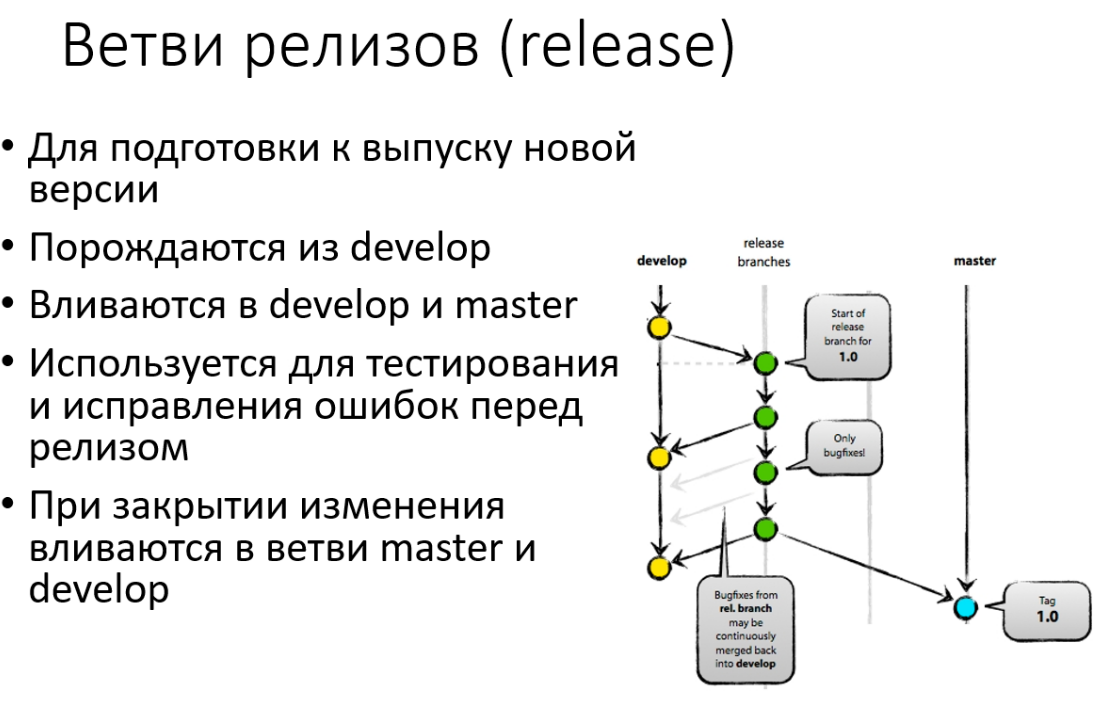 Ветви релизов (release)
• Для подготовки к выпуску новой
версии
• Порождаются из develop
• Вливаются в develop и master
• Используется для тестирования
и исправления ошибок перед
релизом
• При закрытии изменения
вливаются в ветви master и
develop
develop
release
branches
master
Start of
release
branch for
1.0
Only
bugfixes!
Bugfixes from
rel. branch
may be
continuously
merged back
into develop
Tag
1.0